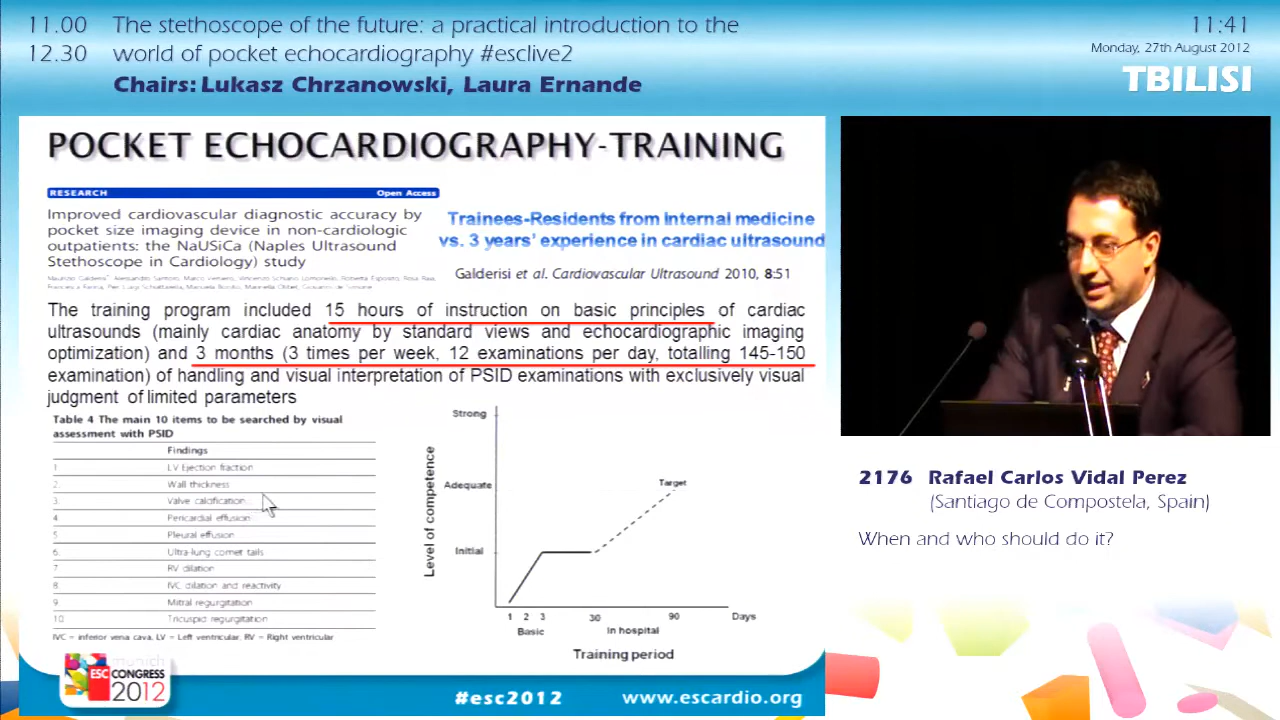 11.00 The stethoscope of the future: a practical introduction to the
12.30 world of pocket echocardiography #esclive2
Chairs: Lukasz Chrzanowski, Laura Ernande
11:41
Monday, 27th August 2012
TBILISI
POCKET ECHOCARDIOGRAPHY-TRAINING
RESEARCH Open Access
Improved cardiovascular diagnostic accuracy by
pocket size imaging device in non-cardiologic
outpatients: the NaUSiCa (Naples Ultrasound
Stethoscope in Cardiology) study
Trainees-Residents from internal medicine
vs. 3 years' experience in cardiac ultrasound
Galderisi et al. Cardiovascular Ultrasound 2010, 8:51
The training program included 15 hours of instruction on basic principles of cardiac
ultrasounds (mainly cardiac anatomy by standard views and echocardiographic imaging
optimization) and 3 months (3 times per week, 12 examinations per day, totalling 145-150
examination) of handling and visual interpretation of PSID examinations with exclusively visual
judgment of limited parameters
Table 4 The main 10 items to be searched by visual
assessment with PSID
Findings
1. LV Ejection fraction
2. Wall thickness
3. Valve calcification
4. Pericardial effusion
5. Pleural effusion
6. Ultra-lung comet tails
7. RV dilation
8. IVC dilation and reactivity
9. Mitral regurgitation
10. Tricuspid regurgitation
IVC = inferior vena cava, LV = Left ventricular, RV = Right ventricular
Level of competence
Strong
Adequate
Initial
Target
1 2 3 30 90 Days
Basic In hospital
Training period
2176 Rafael Carlos Vidal Perez
(Santiago de Compostela, Spain)
When and who should do it?
munich
ESC CONGRESS
2012
#esc2012 www.escardio.org